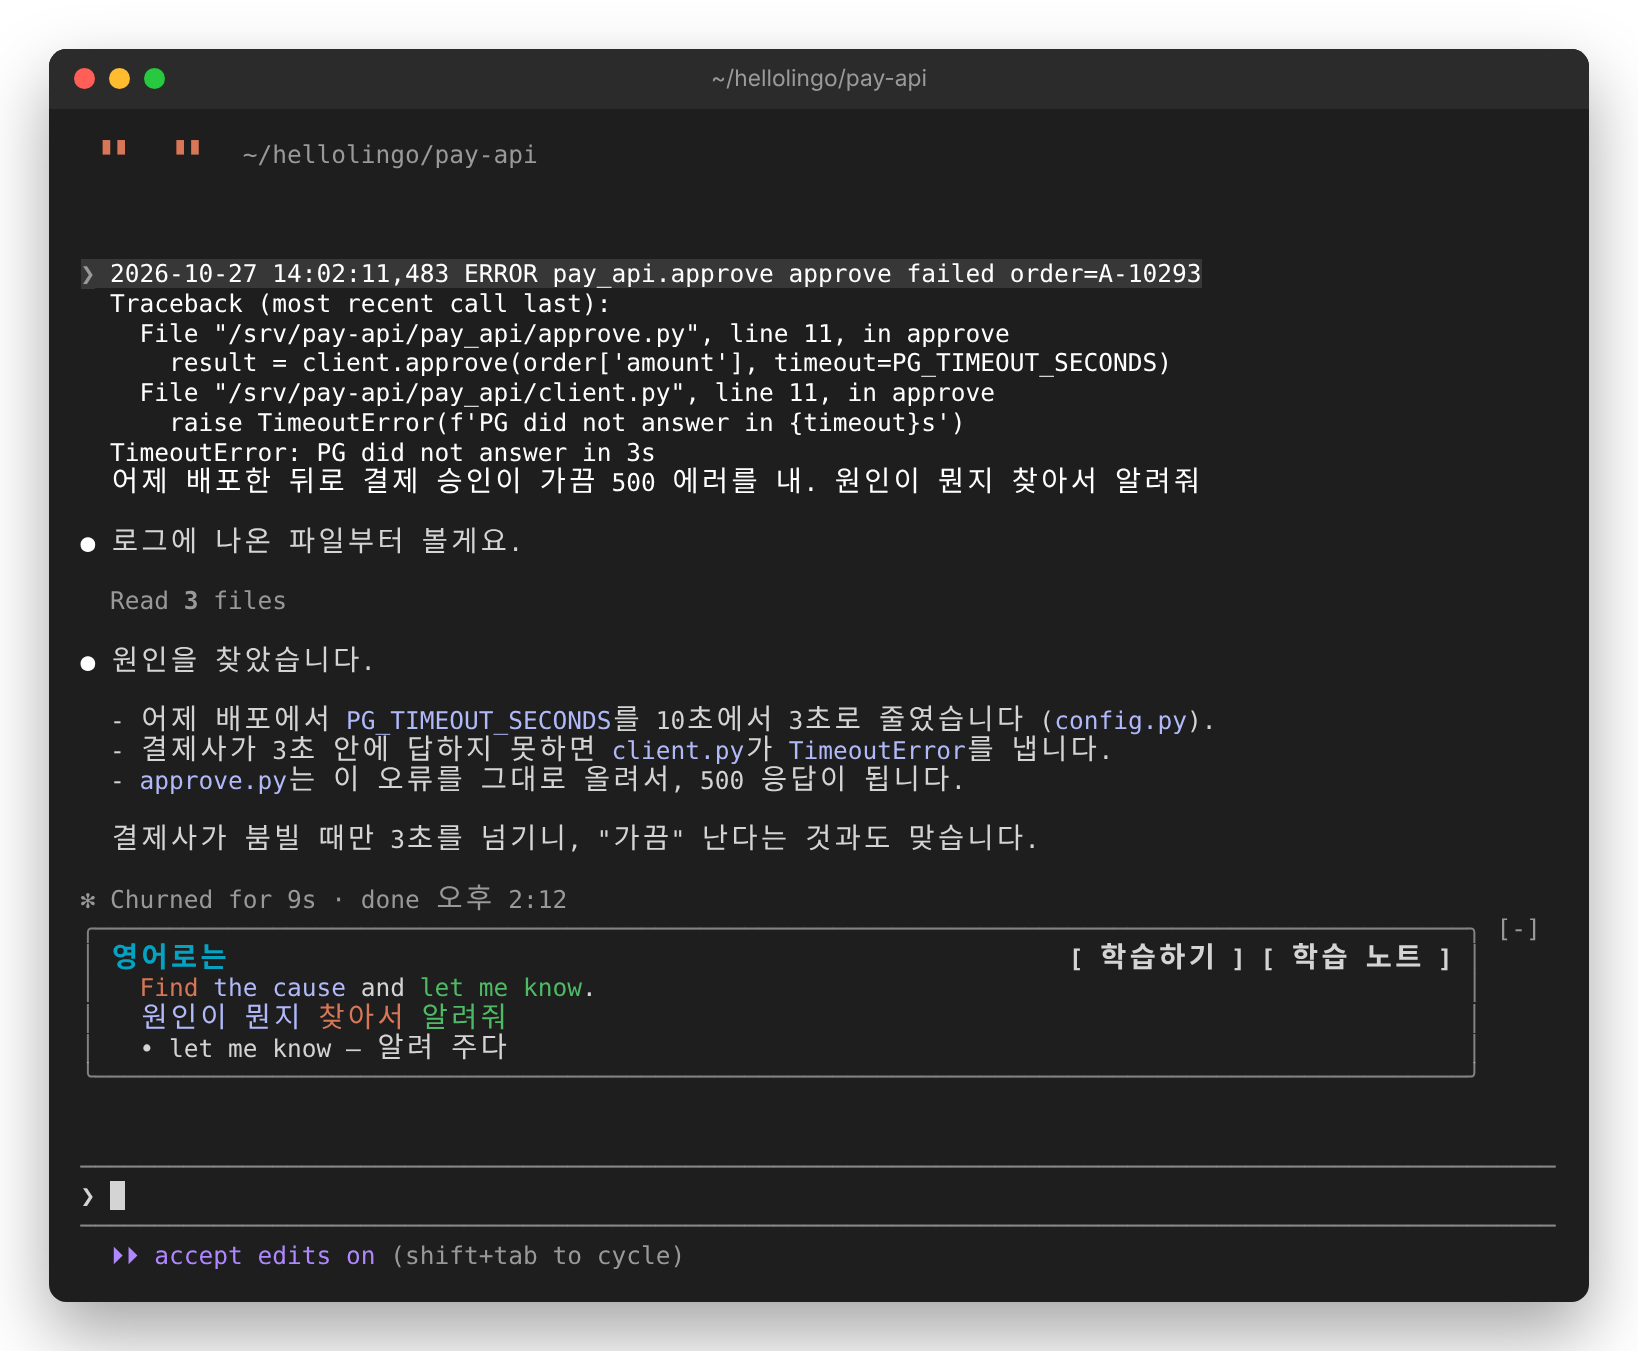 ~/hellolingo/pay-api
~/hellolingo/pay-api
❯ 2026-10-27 14:02:11,483 ERROR pay_api.approve approve failed order=A-10293
Traceback (most recent call last):
File "/srv/pay-api/pay_api/approve.py", line 11, in approve
result = client.approve(order['amount'], timeout=PG_TIMEOUT_SECONDS)
File "/srv/pay-api/pay_api/client.py", line 11, in approve
raise TimeoutError(f'PG did not answer in {timeout}s')
TimeoutError: PG did not answer in 3s
어제 배포한 뒤로 결제 승인이 가끔 500 에러를 내. 원인이 뭔지 찾아서 알려줘
● 로그에 나온 파일부터 볼게요.
Read 3 files
● 원인을 찾았습니다.
- 어제 배포에서 PG_TIMEOUT_SECONDS를 10초에서 3초로 줄였습니다 (config.py).
- 결제사가 3초 안에 답하지 못하면 client.py가 TimeoutError를 냅니다.
- approve.py는 이 오류를 그대로 올려서, 500 응답이 됩니다.
결제사가 붐빌 때만 3초를 넘기니, "가끔" 난다는 것과도 맞습니다.
✻ Churned for 9s · done 오후 2:12
[-]
영어로는 [ 학습하기 ] [ 학습 노트 ]
Find the cause and let me know.
원인이 뭔지 찾아서 알려줘
• let me know — 알려 주다
❯
⏵⏵ accept edits on (shift+tab to cycle)